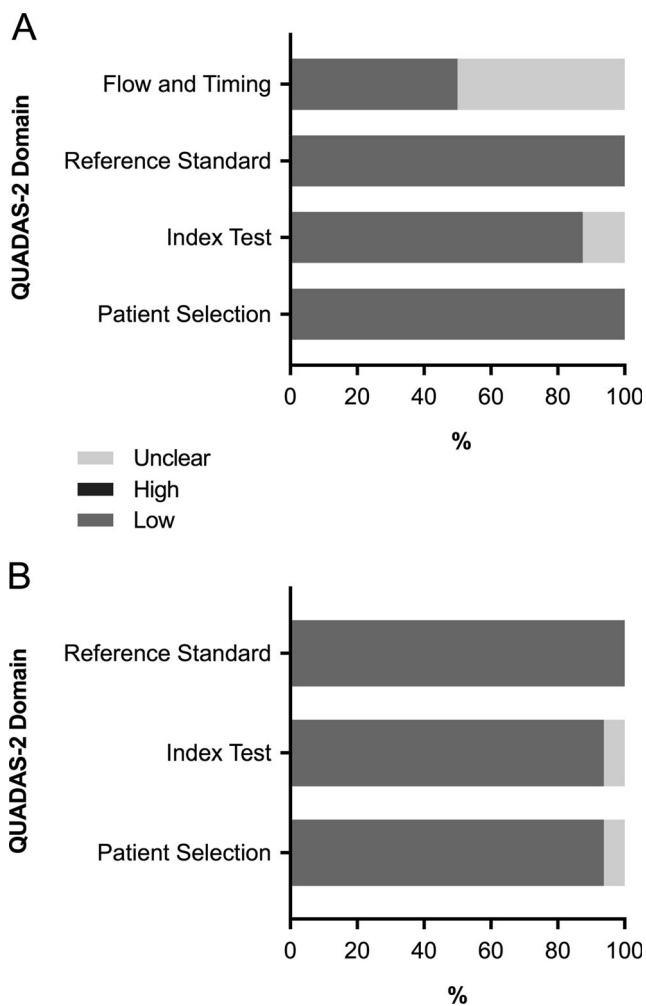 A
QUADAS-2 Domain
Flow and Timing
Reference Standard
Index Test
Patient Selection
0 20 40 60 80 100
%
Unclear
High
Low
B
QUADAS-2 Domain
Reference Standard
Index Test
Patient Selection
0 20 40 60 80 100
%